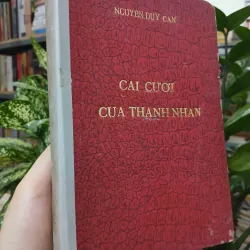 NGUYỄN DUY CẦN
CÁI CƯỜI
CỦA THÁNH NHÂN